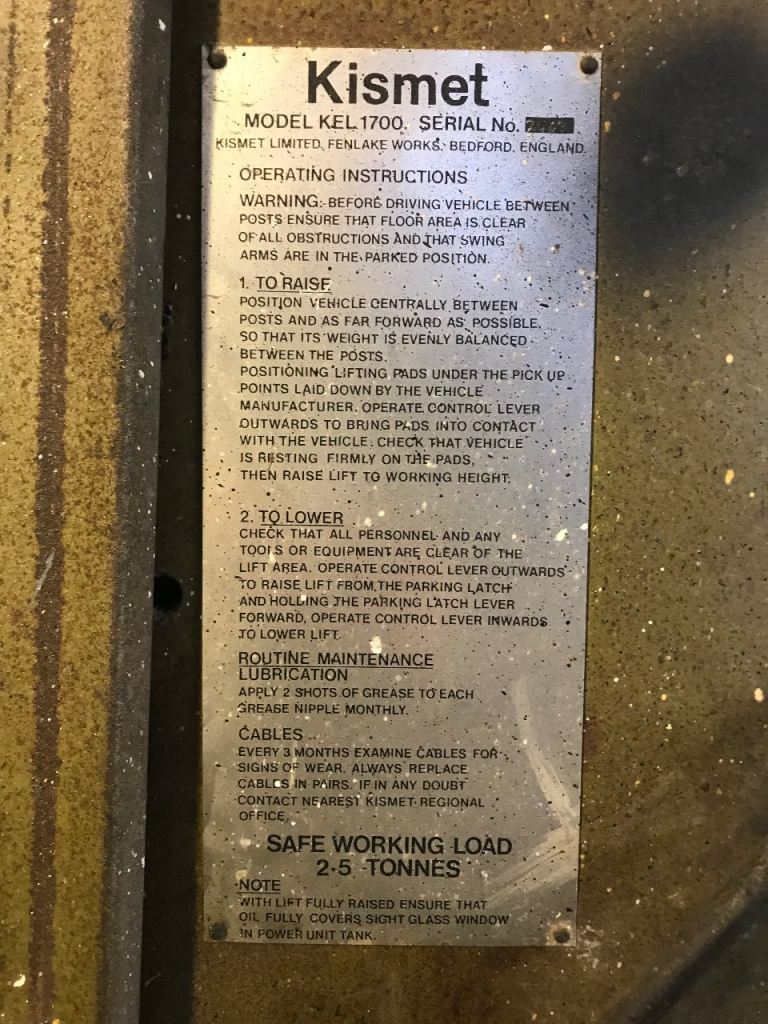 Kismet
MODEL KEL 1700. SERIAL No.
KISMET LIMITED, FENLAKE WORKS. BEDFORD. ENGLAND.
OPERATING INSTRUCTIONS
WARNING:- BEFORE DRIVING VEHICLE BETWEEN
POSTS ENSURE THAT FLOOR AREA IS CLEAR
OF ALL OBSTRUCTIONS AND THAT SWING
ARMS ARE IN THE PARKED POSITION.
1. TO RAISE
POSITION VEHICLE CENTRALLY BETWEEN
POSTS AND AS FAR FORWARD AS POSSIBLE,
SO THAT ITS WEIGHT IS EVENLY BALANCED
BETWEEN THE POSTS.
POSITIONING LIFTING PADS UNDER THE PICK UP
POINTS LAID DOWN BY THE VEHICLE
MANUFACTURER. OPERATE CONTROL LEVER
OUTWARDS TO BRING PADS INTO CONTACT
WITH THE VEHICLE. CHECK THAT VEHICLE
IS RESTING FIRMLY ON THE PADS,
THEN RAISE LIFT TO WORKING HEIGHT.
2. TO LOWER
CHECK THAT ALL PERSONNEL AND ANY
TOOLS OR EQUIPMENT ARE CLEAR OF THE
LIFT AREA. OPERATE CONTROL LEVER OUTWARDS
TO RAISE LIFT FROM THE PARKING LATCH
AND HOLDING THE PARKING LATCH LEVER
FORWARD, OPERATE CONTROL LEVER INWARDS
TO LOWER LIFT.
ROUTINE MAINTENANCE
LUBRICATION
APPLY 2 SHOTS OF GREASE TO EACH
GREASE NIPPLE MONTHLY.
CABLES
EVERY 3 MONTHS EXAMINE CABLES FOR
SIGNS OF WEAR. ALWAYS REPLACE
CABLES IN PAIRS. IF IN ANY DOUBT
CONTACT NEAREST KISMET REGIONAL
OFFICE.
SAFE WORKING LOAD
2·5 TONNES
NOTE
WITH LIFT FULLY RAISED ENSURE THAT
OIL FULLY COVERS SIGHT GLASS WINDOW
IN POWER UNIT TANK.